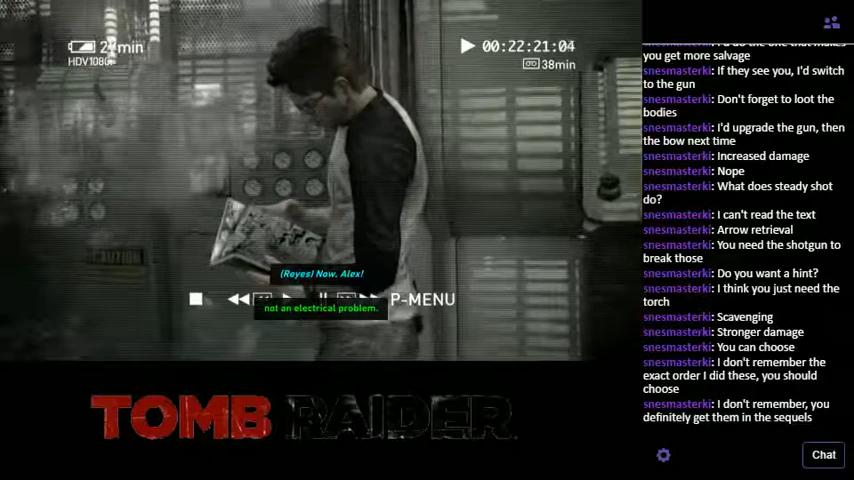 21min
HDV1080i
00:22:21:04
38min
(Reyes) Now, Alex!
P-MENU
not an electrical problem.
TOMB RAIDER
you get more salvage
snesmasterki: If they see you, I'd switch
to the gun
snesmasterki: Don't forget to loot the
bodies
snesmasterki: I'd upgrade the gun, then
the bow next time
snesmasterki: Increased damage
snesmasterki: Nope
snesmasterki: What does steady shot
do?
snesmasterki: I can't read the text
snesmasterki: Arrow retrieval
snesmasterki: You need the shotgun to
break those
snesmasterki: Do you want a hint?
snesmasterki: I think you just need the
torch
snesmasterki: Scavenging
snesmasterki: Stronger damage
snesmasterki: You can choose
snesmasterki: I don't remember the
exact order I did these, you should
choose
snesmasterki: I don't remember, you
definitely get them in the sequels
Chat